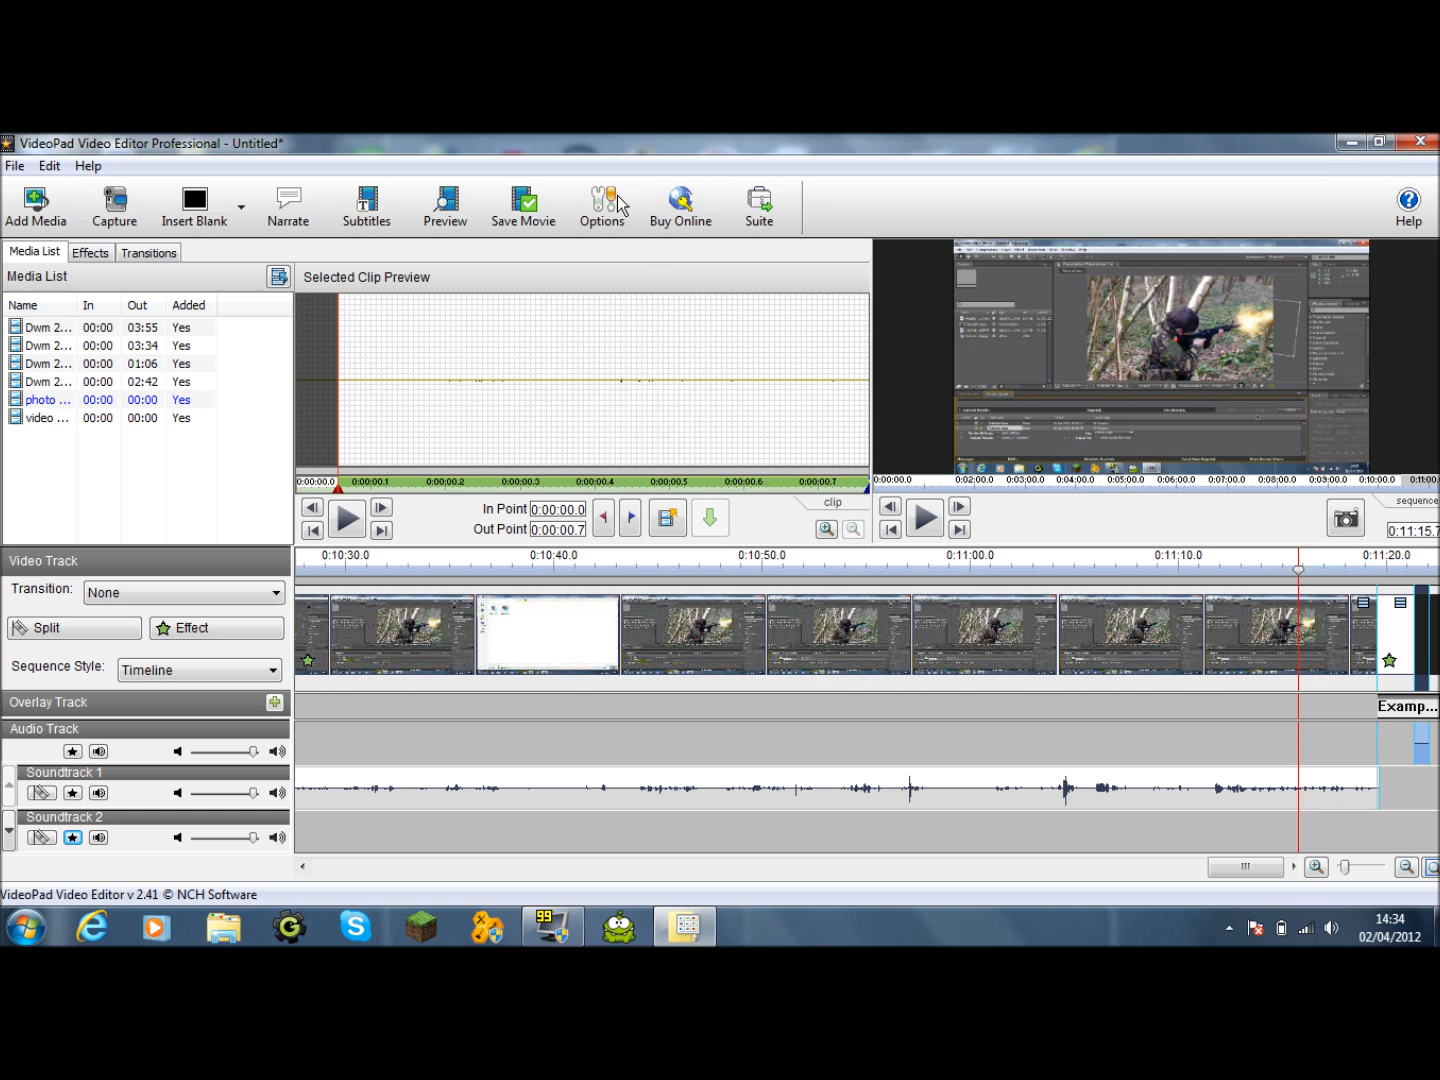 VideoPad Video Editor Professional - Untitled*
File Edit Help
Add Media Capture Insert Blank Narrate Subtitles Preview Save Movie Options Buy Online Suite Help
Media List Effects Transitions
Media List
Selected Clip Preview
Name In Out Added
Dwm 2... 00:00 03:55 Yes
Dwm 2... 00:00 03:34 Yes
Dwm 2... 00:00 01:06 Yes
Dwm 2... 00:00 02:42 Yes
photo ... 00:00 00:00 Yes
video ... 00:00 00:00 Yes
0:00:00.0 0:00:00.1 0:00:00.2 0:00:00.3 0:00:00.4 0:00:00.5 0:00:00.6 0:00:00.7
0:00:00.0 0:02:00.0 0:03:00.0 0:04:00.0 0:05:00.0 0:06:00.0 0:07:00.0 0:08:00.0 0:09:00.0 0:10:00.0 0:11:00.
In Point 0:00:00.0
Out Point 0:00:00.7
clip
sequence
0:11:15.7
Video Track
0:10:30.0 0:10:40.0 0:10:50.0 0:11:00.0 0:11:10.0 0:11:20.0
Transition: None
Split Effect
Sequence Style: Timeline
Overlay Track
Examp...
Audio Track
Soundtrack 1
Soundtrack 2
VideoPad Video Editor v 2.41 © NCH Software
99
14:34
02/04/2012